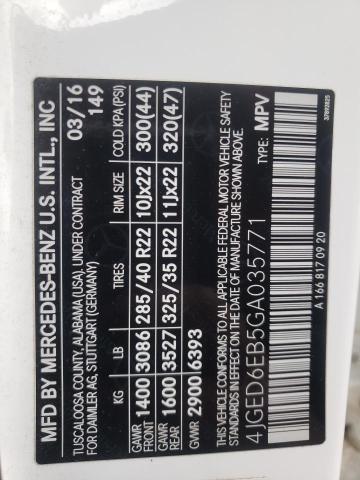 MFD BY MERCEDES-BENZ U.S. INTL., INC
TUSCALOOSA COUNTY, ALABAMA (USA). UNDER CONTRACT 03/16
FOR DAIMLER AG, STUTTGART (GERMANY) 149
KG LB TIRES RIM SIZE COLD KPA(PSI)
GAWR FRONT 1400 3086 285/40 R22 10Jx22 300(44)
GAWR REAR 1600 3527 325/35 R22 11Jx22 320(47)
GVWR 2900 6393
THIS VEHICLE CONFORMS TO ALL APPLICABLE FEDERAL MOTOR VEHICLE SAFETY
STANDARDS IN EFFECT ON THE DATE OF MANUFACTURE SHOWN ABOVE.
4JGED6EB5GA035771 TYPE: MPV
A 166 817 09 20
37893825